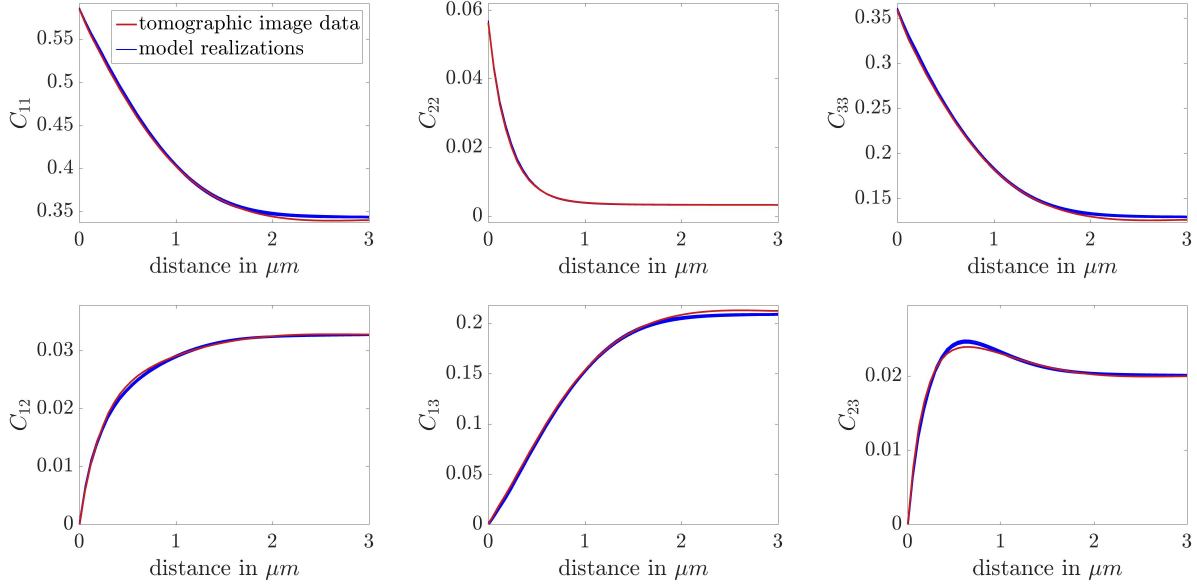 tomographic image data
model realizations
C11
0.55
0.5
0.45
0.4
0.35
0 1 2 3
distance in μm
C22
0.06
0.04
0.02
0
0 1 2 3
distance in μm
C33
0.35
0.3
0.25
0.2
0.15
0 1 2 3
distance in μm
C12
0.03
0.02
0.01
0
0 1 2 3
distance in μm
C13
0.2
0.15
0.1
0.05
0
0 1 2 3
distance in μm
C23
0.02
0.01
0
0 1 2 3
distance in μm